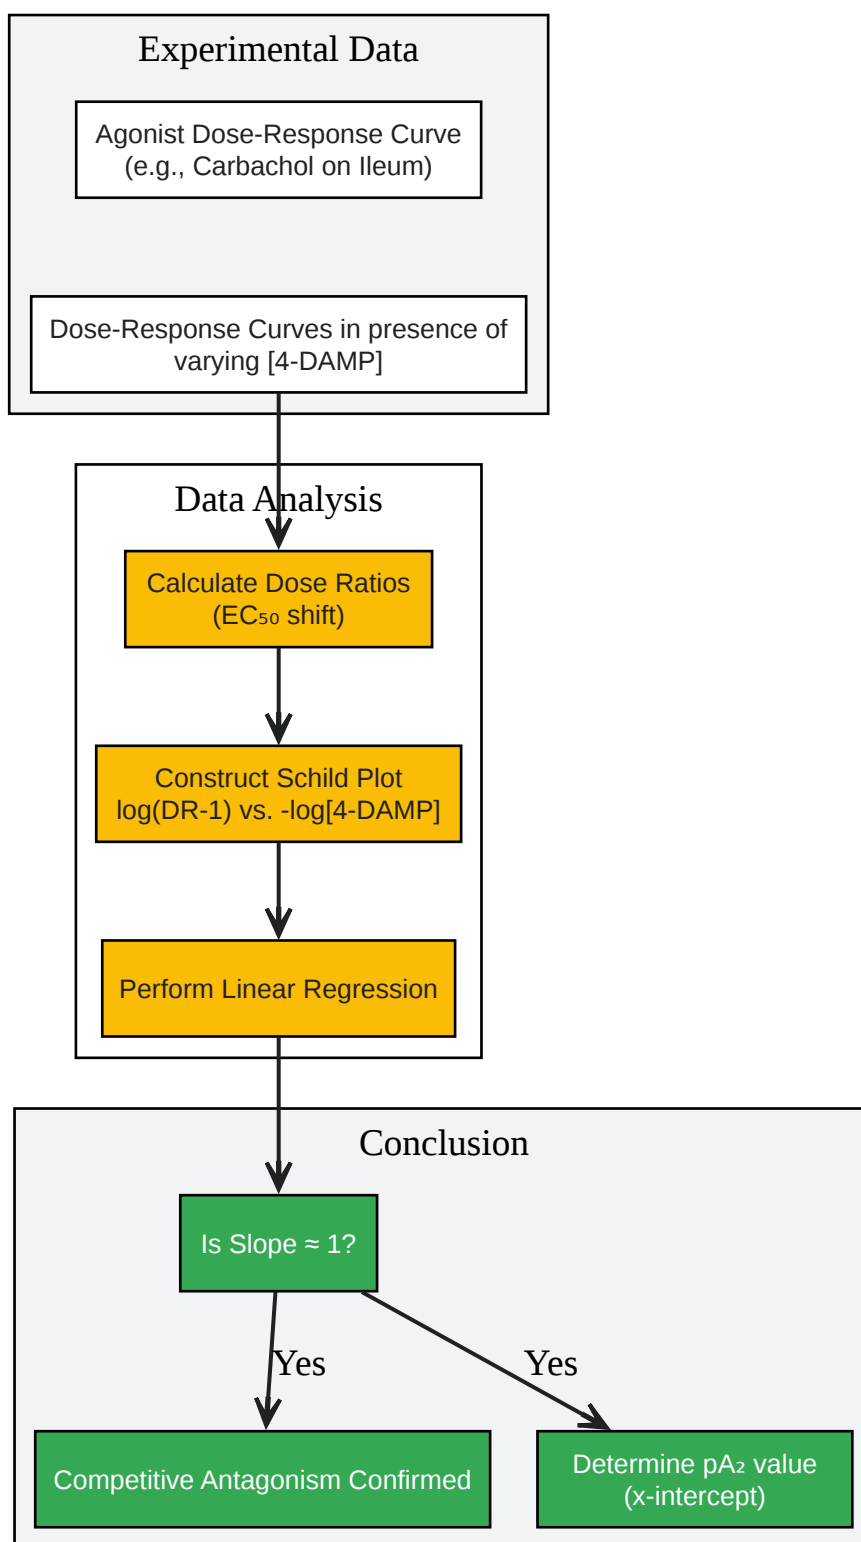 Experimental Data
Agonist Dose-Response Curve
(e.g., Carbachol on Ileum)
Dose-Response Curves in presence of
varying [4-DAMP]
Data Analysis
Calculate Dose Ratios
(EC₅₀ shift)
Construct Schild Plot
log(DR-1) vs. -log[4-DAMP]
Perform Linear Regression
Conclusion
Is Slope ≈ 1?
Yes
Yes
Competitive Antagonism Confirmed
Determine pA₂ value
(x-intercept)